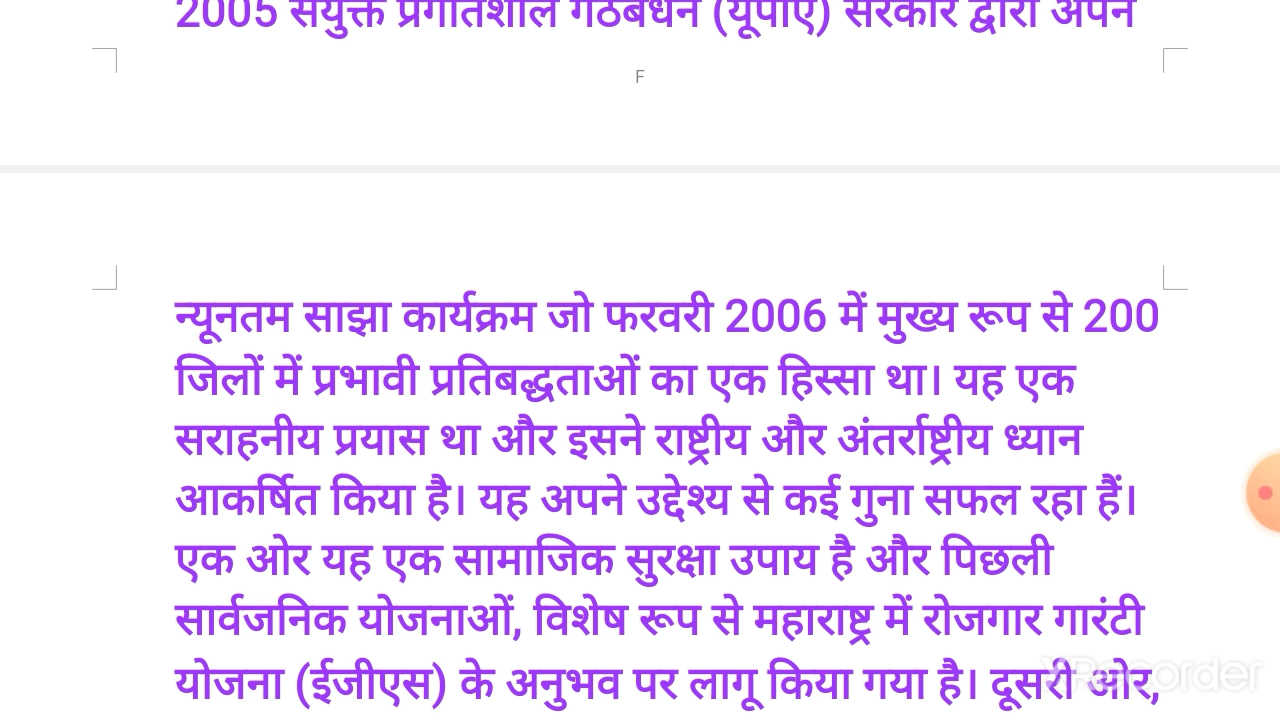 2005 संयुक्त प्रगतिशील गठबंधन (यूपीए) सरकार द्वारा अपने
F
न्यूनतम साझा कार्यक्रम जो फरवरी 2006 में मुख्य रूप से 200
जिलों में प्रभावी प्रतिबद्धताओं का एक हिस्सा था। यह एक
सराहनीय प्रयास था और इसने राष्ट्रीय और अंतर्राष्ट्रीय ध्यान
आकर्षित किया है। यह अपने उद्देश्य से कई गुना सफल रहा हैं।
एक ओर यह एक सामाजिक सुरक्षा उपाय है और पिछली
सार्वजनिक योजनाओं, विशेष रूप से महाराष्ट्र में रोजगार गारंटी
योजना (ईजीएस) के अनुभव पर लागू किया गया है। दूसरी ओर,
XRecorder